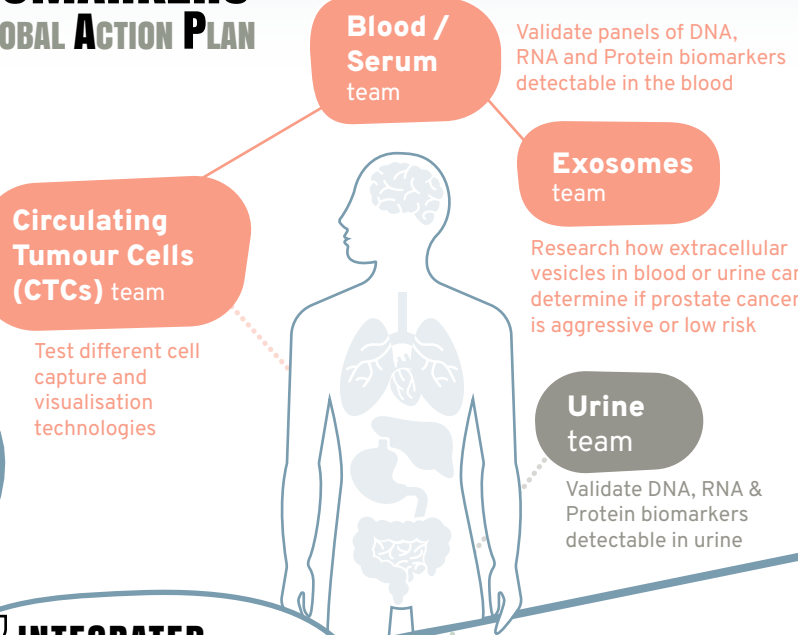 GLOBAL ACTION PLAN
Blood /
Serum
team
Validate panels of DNA,
RNA and Protein biomarkers
detectable in the blood
Exosomes
team
Research how extracellular
vesicles in blood or urine can
determine if prostate cancer
is aggressive or low risk
Circulating
Tumour Cells
(CTCs) team
Test different cell
capture and
visualisation
technologies
Urine
team
Validate DNA, RNA &
Protein biomarkers
detectable in urine